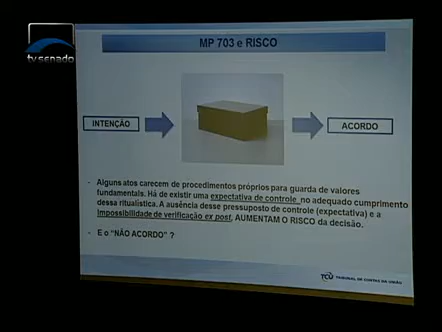 tv senado
MP 703 e RISCO
INTENÇÃO
ACORDO
- Alguns atos carecem de procedimentos próprios para guarda de valores
fundamentais. Há de existir uma expectativa de controle no adequado cumprimento
dessa ritualística. A ausência desse pressuposto de controle (expectativa) e a
impossibilidade de verificação ex post, AUMENTAM O RISCO da decisão.
- E o “NÃO ACORDO” ?
TCU TRIBUNAL DE CONTAS DA UNIÃO